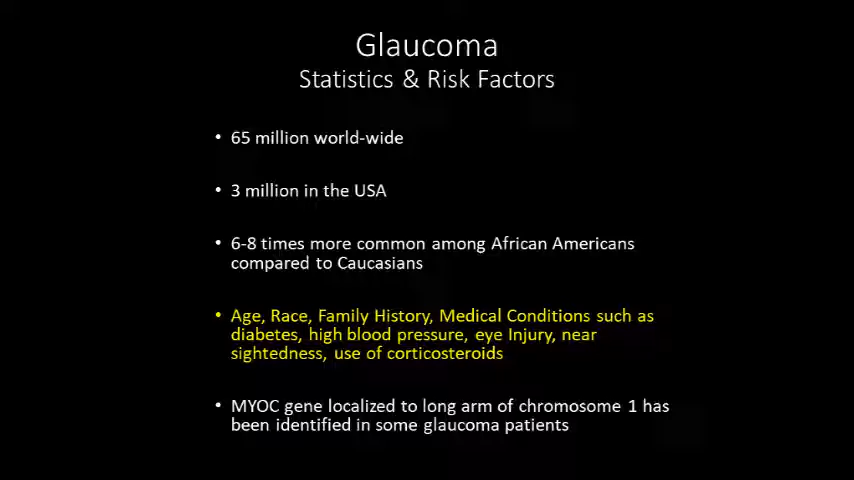 Glaucoma
Statistics & Risk Factors
• 65 million world-wide
• 3 million in the USA
• 6-8 times more common among African Americans
compared to Caucasians
• Age, Race, Family History, Medical Conditions such as
diabetes, high blood pressure, eye Injury, near
sightedness, use of corticosteroids
• MYOC gene localized to long arm of chromosome 1 has
been identified in some glaucoma patients